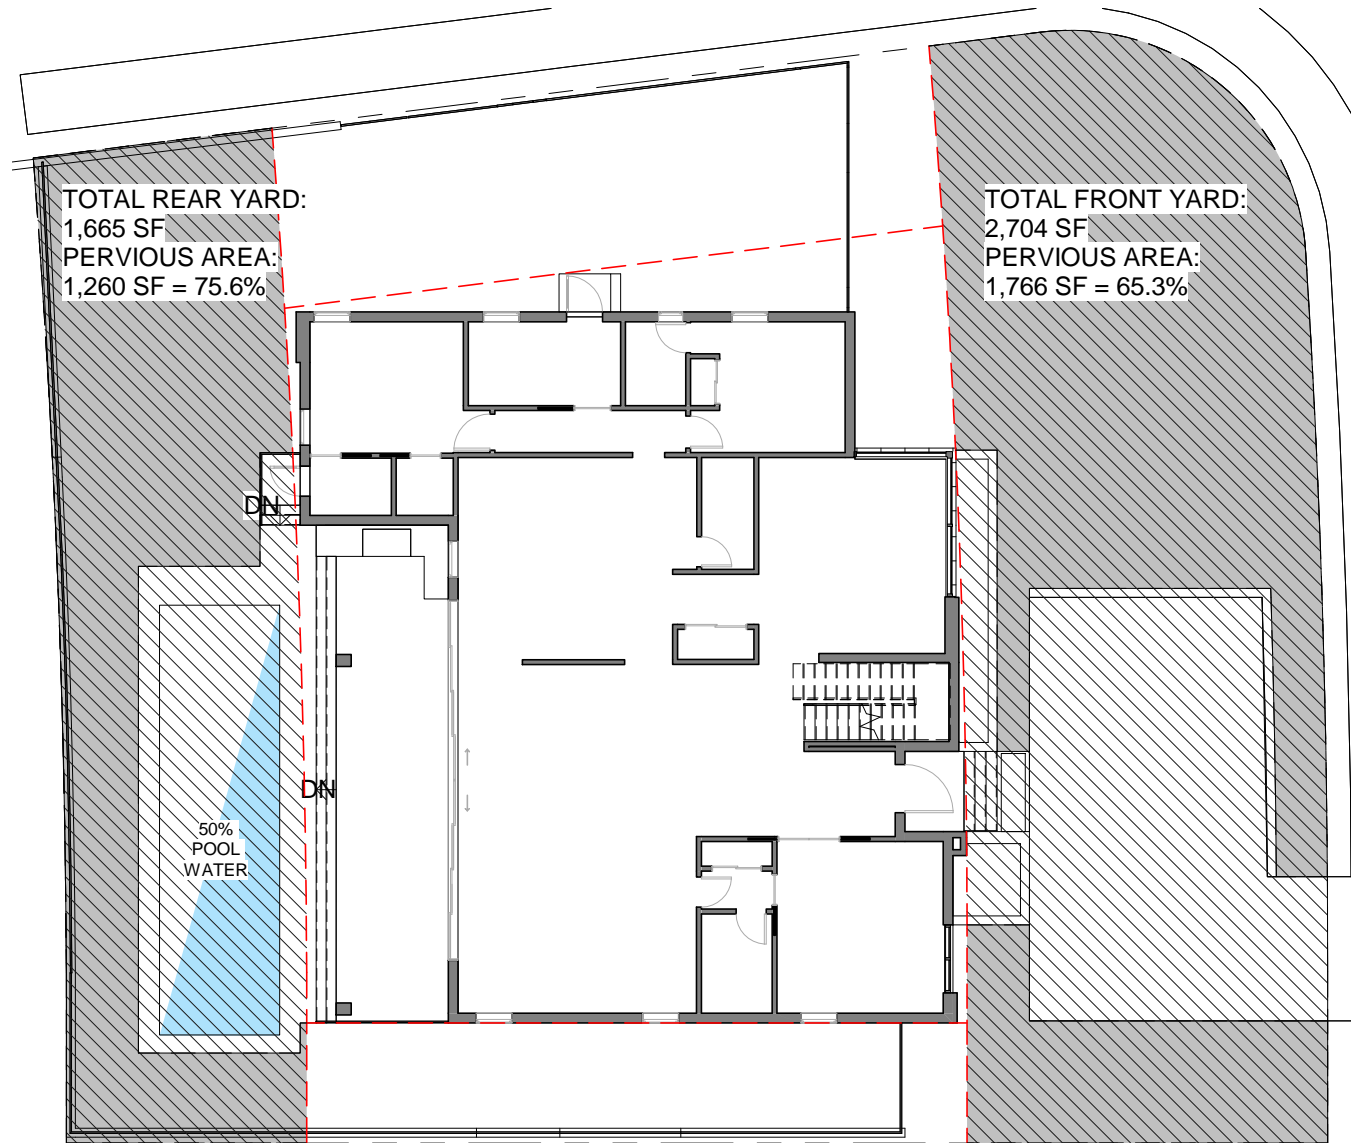 TOTAL REAR YARD:
1,665 SF
PERVIOUS AREA:
1,260 SF = 75.6%
TOTAL FRONT YARD:
2,704 SF
PERVIOUS AREA:
1,766 SF = 65.3%
DN
DN
50%
POOL
WATER